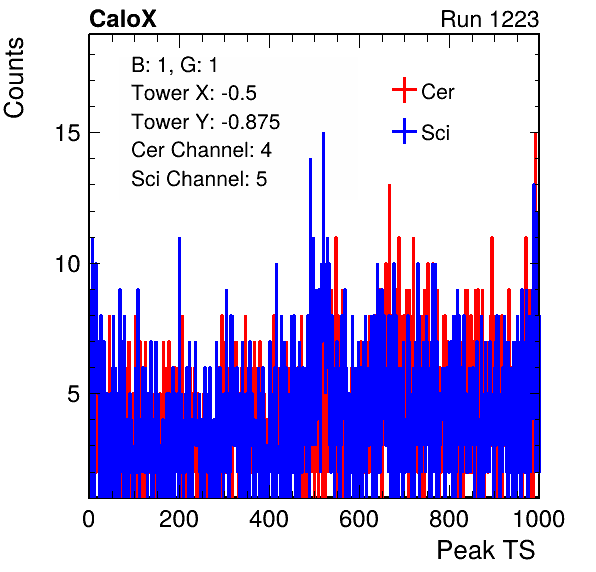 CaloX Run 1223
Counts
B: 1, G: 1
Tower X: -0.5
Tower Y: -0.875
Cer Channel: 4
Sci Channel: 5
Cer
Sci
15
10
5
0 200 400 600 800 1000
Peak TS